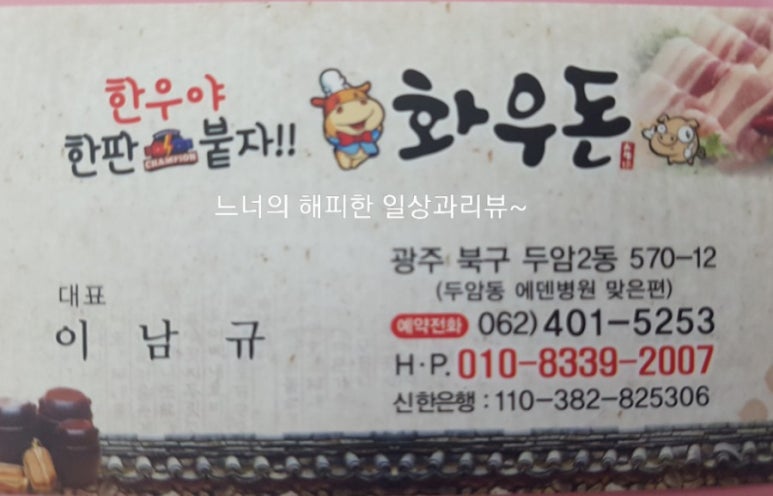 한우야
한판 CHAMPION 붙자!!
화우돈
느너의 해피한 일상과리뷰~
대표
이 남 규
광주 북구 두암2동 570-12
(두암동 에덴병원 맞은편)
예약전화 062)401-5253
H·P. 010-8339-2007
신한은행 : 110-382-825306